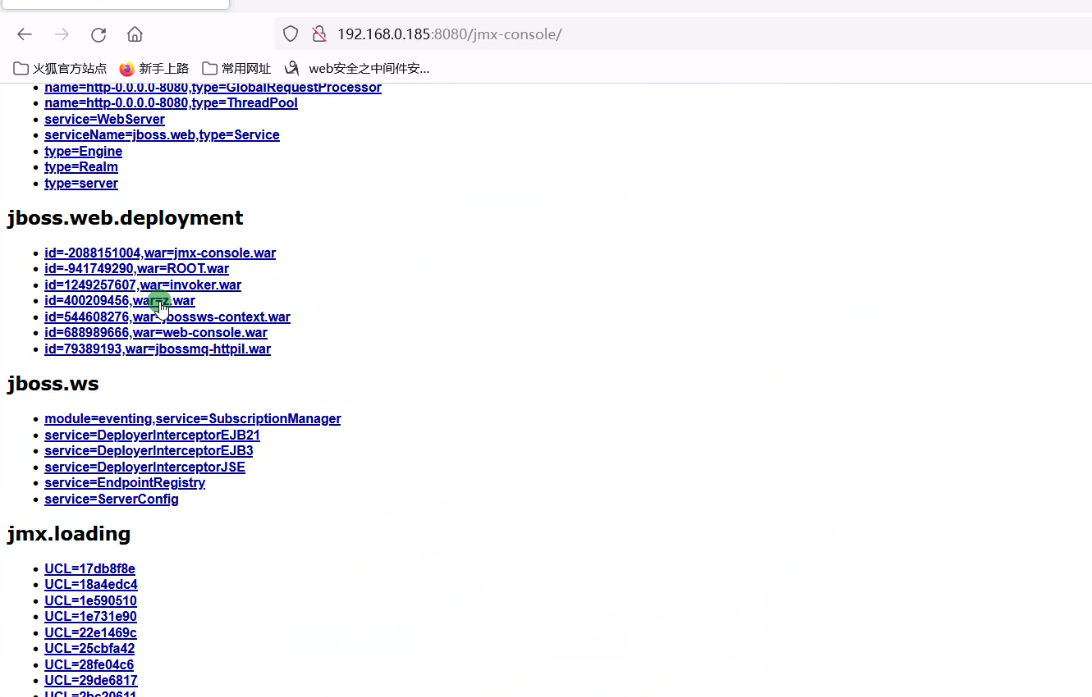 192.168.0.185:8080/jmx-console/
火狐官方站点 新手上路 常用网址 web安全之中间件安...
name=http-0.0.0.0-8080,type=GlobalRequestProcessor
name=http-0.0.0.0-8080,type=ThreadPool
service=WebServer
serviceName=jboss.web,type=Service
type=Engine
type=Realm
type=server
jboss.web.deployment
id=-2088151004,war=jmx-console.war
id=-941749290,war=ROOT.war
id=1249257607,war=invoker.war
id=400209456,war=z.war
id=544608276,war=jbossws-context.war
id=688989666,war=web-console.war
id=79389193,war=jbossmq-httpil.war
jboss.ws
module=eventing,service=SubscriptionManager
service=DeployerInterceptorEJB21
service=DeployerInterceptorEJB3
service=DeployerInterceptorJSE
service=EndpointRegistry
service=ServerConfig
jmx.loading
UCL=17db8f8e
UCL=18a4edc4
UCL=1e590510
UCL=1e731e90
UCL=22e1469c
UCL=25cbfa42
UCL=28fe04c6
UCL=29de6817